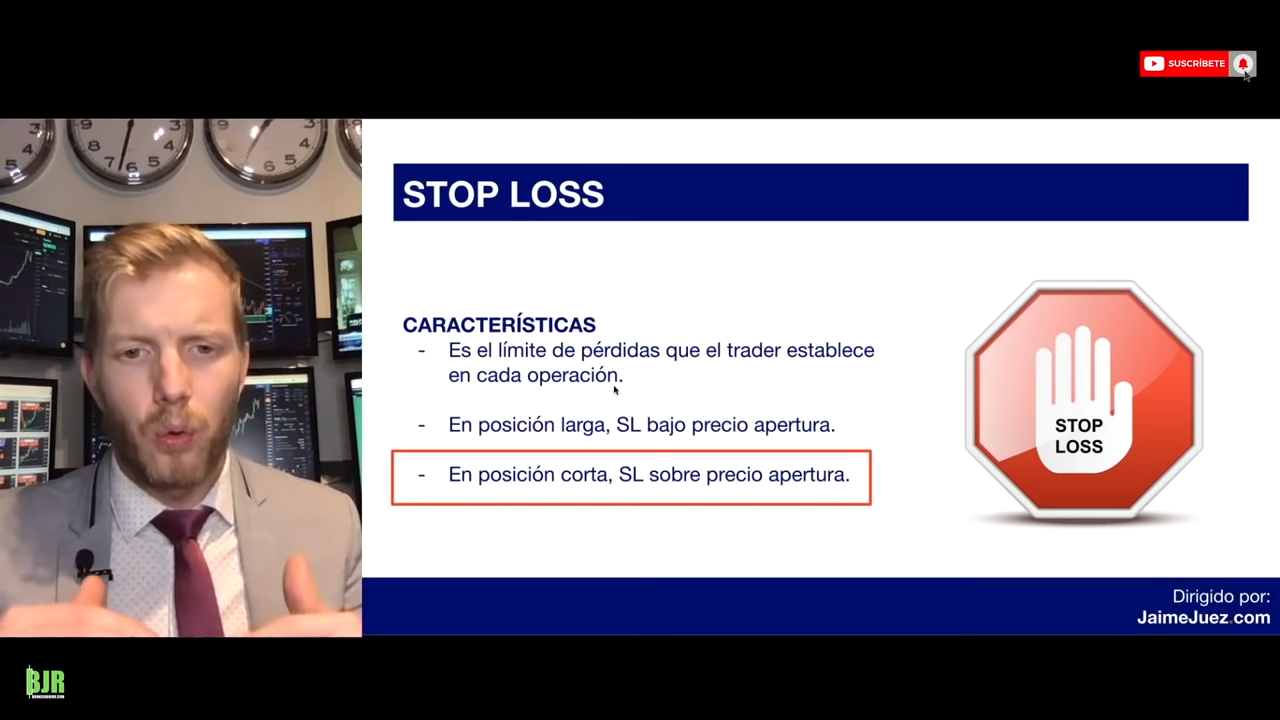 SUSCRÍBETE
STOP LOSS
CARACTERÍSTICAS
- Es el límite de pérdidas que el trader establece
en cada operación.
- En posición larga, SL bajo precio apertura.
- En posición corta, SL sobre precio apertura.
STOP
LOSS
Dirigido por:
JaimeJuez.com
BJR